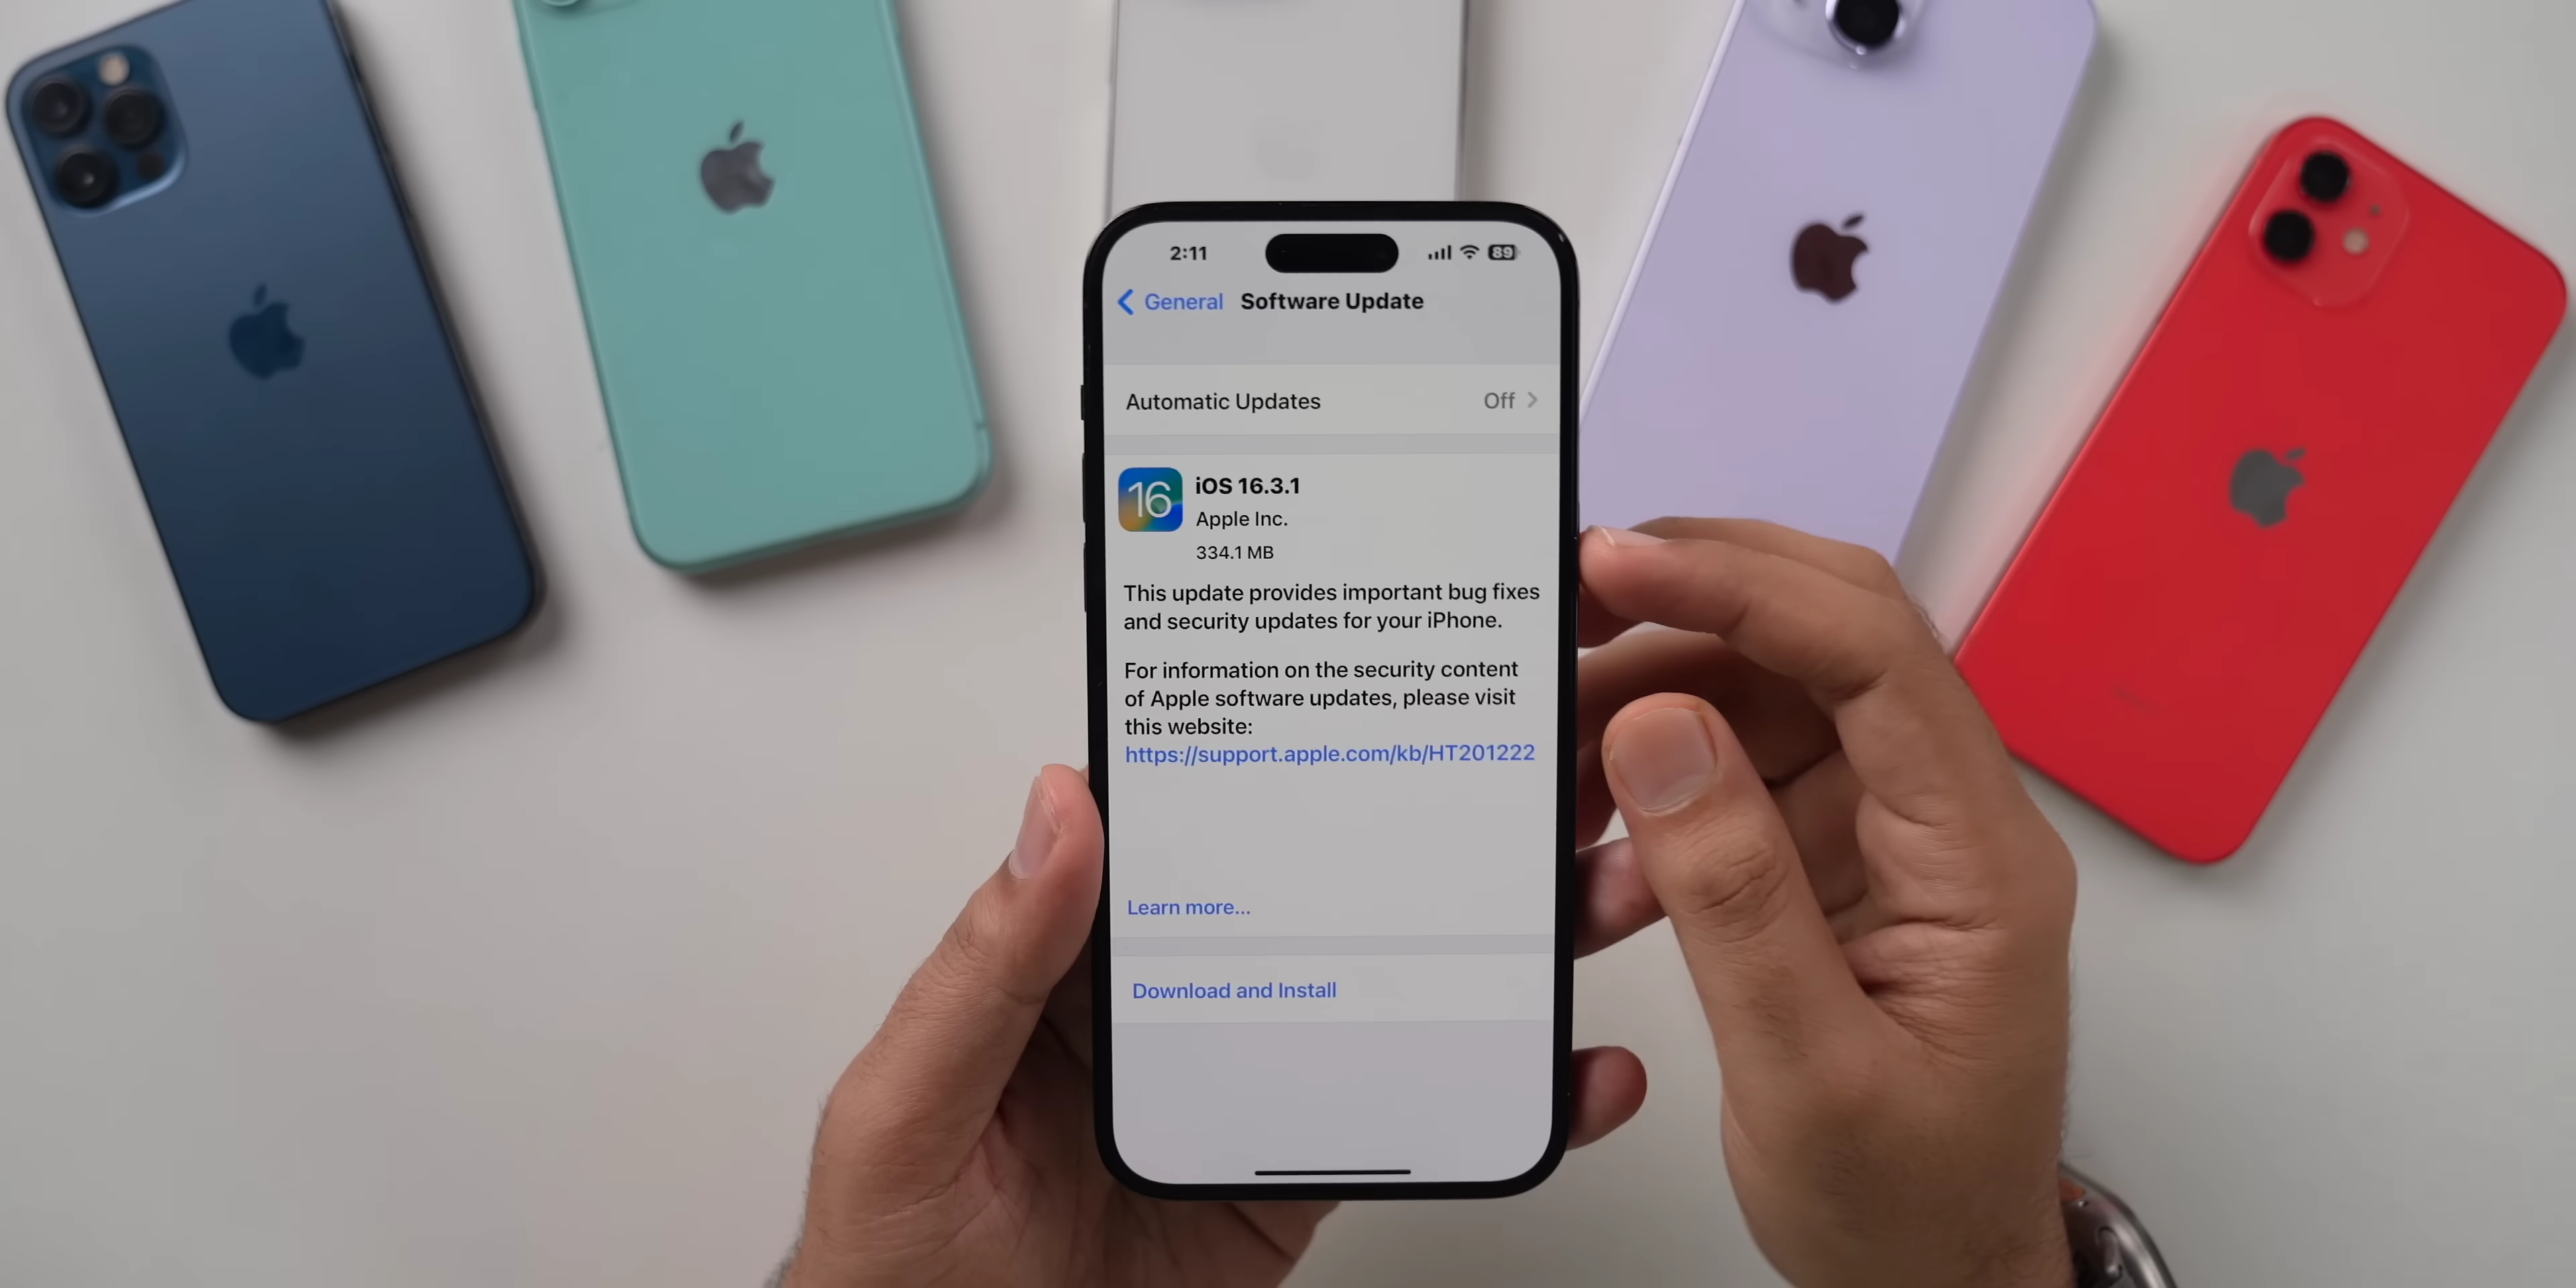 2:11
89
General
Software Update
Automatic Updates
Off
16
iOS 16.3.1
Apple Inc.
334.1 MB
This update provides important bug fixes
and security updates for your iPhone.
For information on the security content
of Apple software updates, please visit
this website:
https://support.apple.com/kb/HT201222
Learn more...
Download and Install